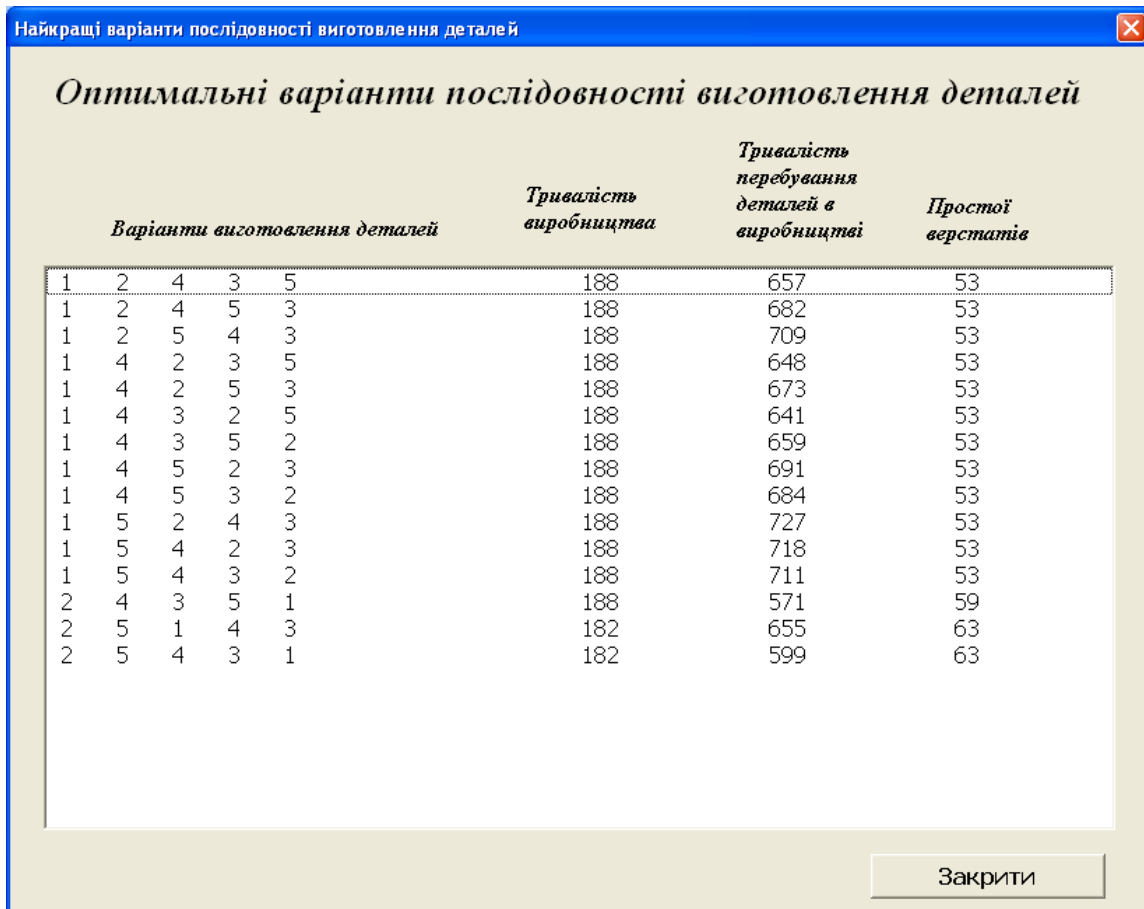 Найкращі варіанти послідовності виготовлення деталей
Оптимальні варіанти послідовності виготовлення деталей
Варіанти виготовлення деталей
Тривалість
виробництва
Тривалість
перебування
деталей в
виробництві
Простої
верстатів
1 2 4 3 5 188 657 53
1 2 4 5 3 188 682 53
1 2 5 4 3 188 709 53
1 4 2 3 5 188 648 53
1 4 2 5 3 188 673 53
1 4 3 2 5 188 641 53
1 4 3 5 2 188 659 53
1 4 5 2 3 188 691 53
1 4 5 3 2 188 684 53
1 5 2 4 3 188 727 53
1 5 4 2 3 188 718 53
1 5 4 3 2 188 711 53
2 4 3 5 1 188 571 59
2 5 1 4 3 182 655 63
2 5 4 3 1 182 599 63
Закрити